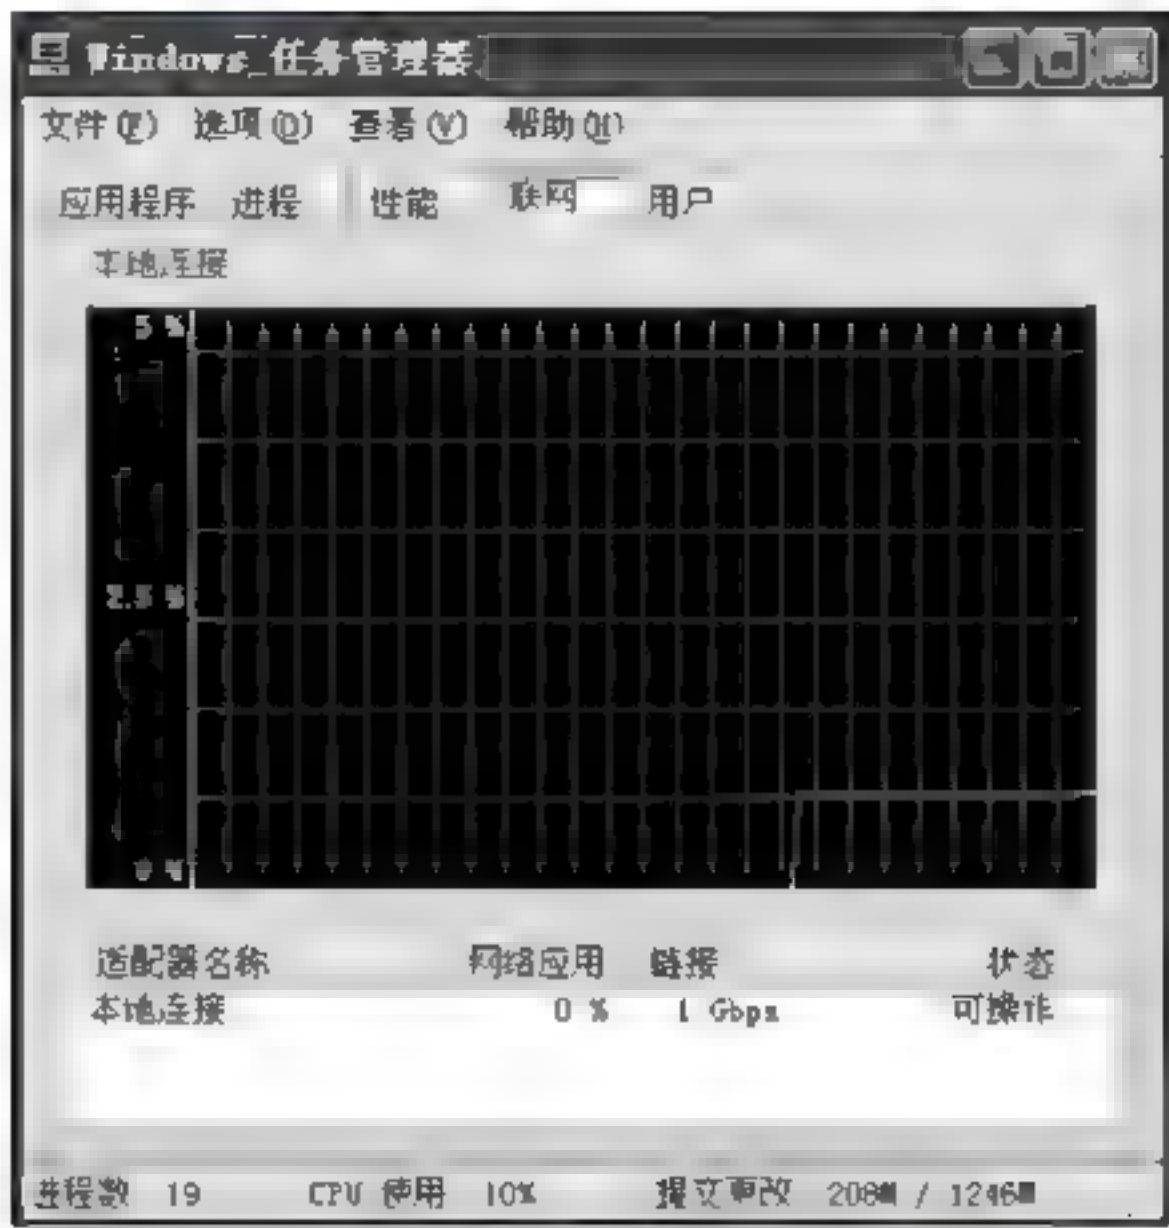 Windows 任务管理器
文件(F) 选项(O) 查看(V) 帮助(H)
应用程序 进程 性能 联网 用户
本地连接
5 %
2.5 %
0 %
适配器名称 网络应用 链接 状态
本地连接 0 % 1 Gbps 可操作
进程数 19 CPU 使用 10% 提交更改 208M / 1246M